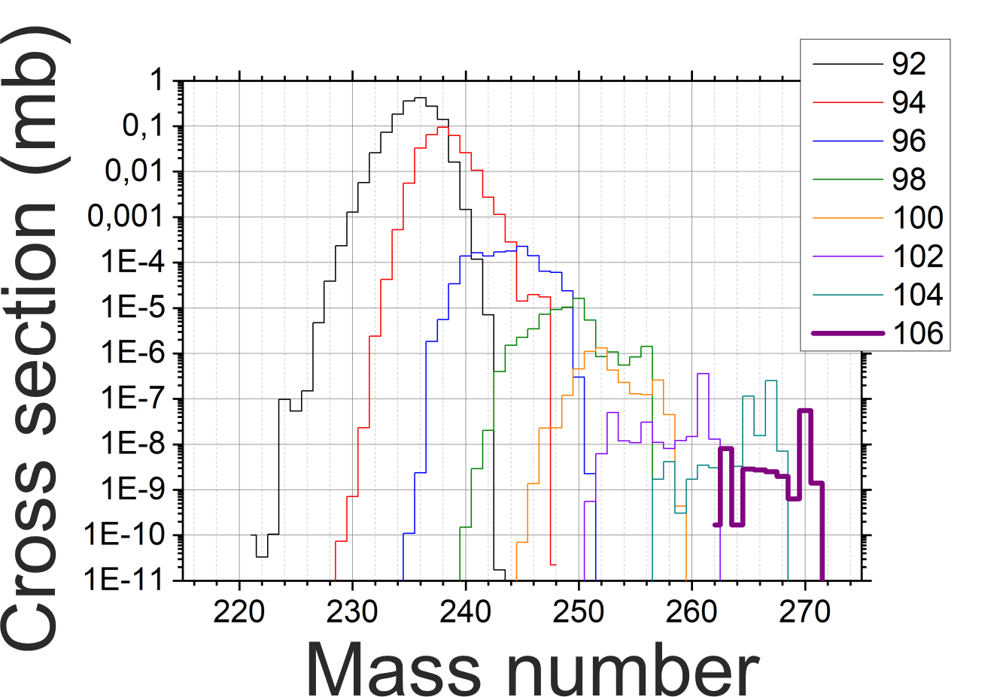 Cross section (mb)
1
0,1
0,01
0,001
1E-4
1E-5
1E-6
1E-7
1E-8
1E-9
1E-10
1E-11
220 230 240 250 260 270
Mass number
92
94
96
98
100
102
104
106